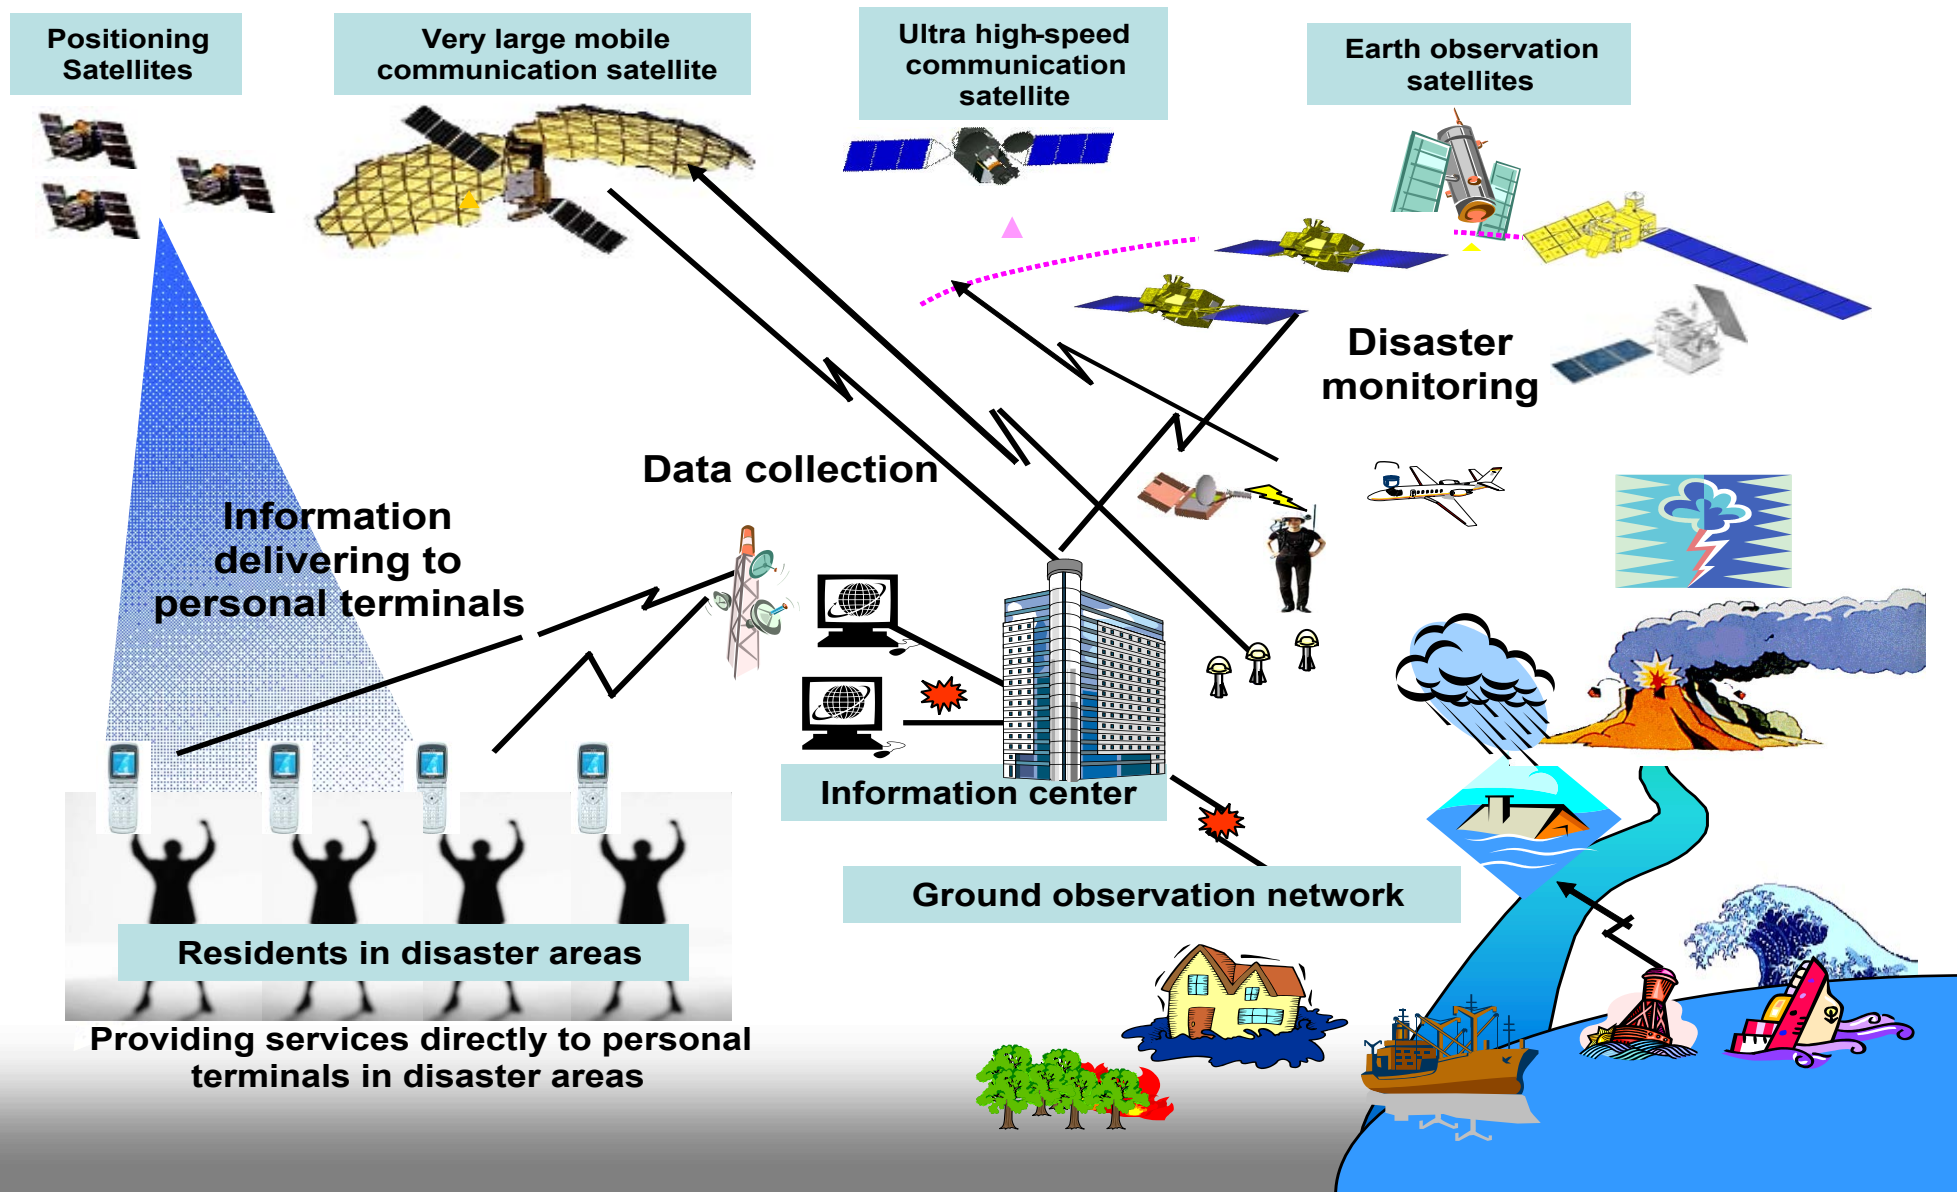 Positioning
Satellites
Very large mobile
communication satellite
Ultra high-speed
communication
satellite
Earth observation
satellites
Disaster
monitoring
Data collection
Information
delivering to
personal terminals
Information center
Ground observation network
Residents in disaster areas
Providing services directly to personal
terminals in disaster areas